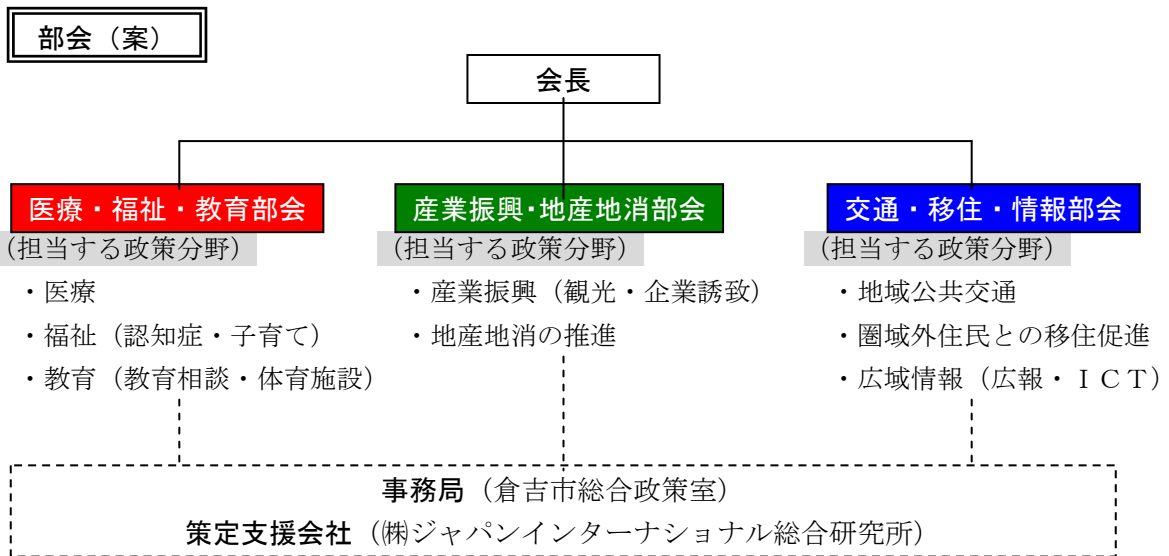 部会（案）
会長
医療・福祉・教育部会
（担当する政策分野）
・医療
・福祉（認知症・子育て）
・教育（教育相談・体育施設）
産業振興・地産地消部会
（担当する政策分野）
・産業振興（観光・企業誘致）
・地産地消の推進
交通・移住・情報部会
（担当する政策分野）
・地域公共交通
・圏域外住民との移住促進
・広域情報（広報・ＩＣＴ）
事務局（倉吉市総合政策室）
策定支援会社（㈱ジャパンインターナショナル総合研究所）